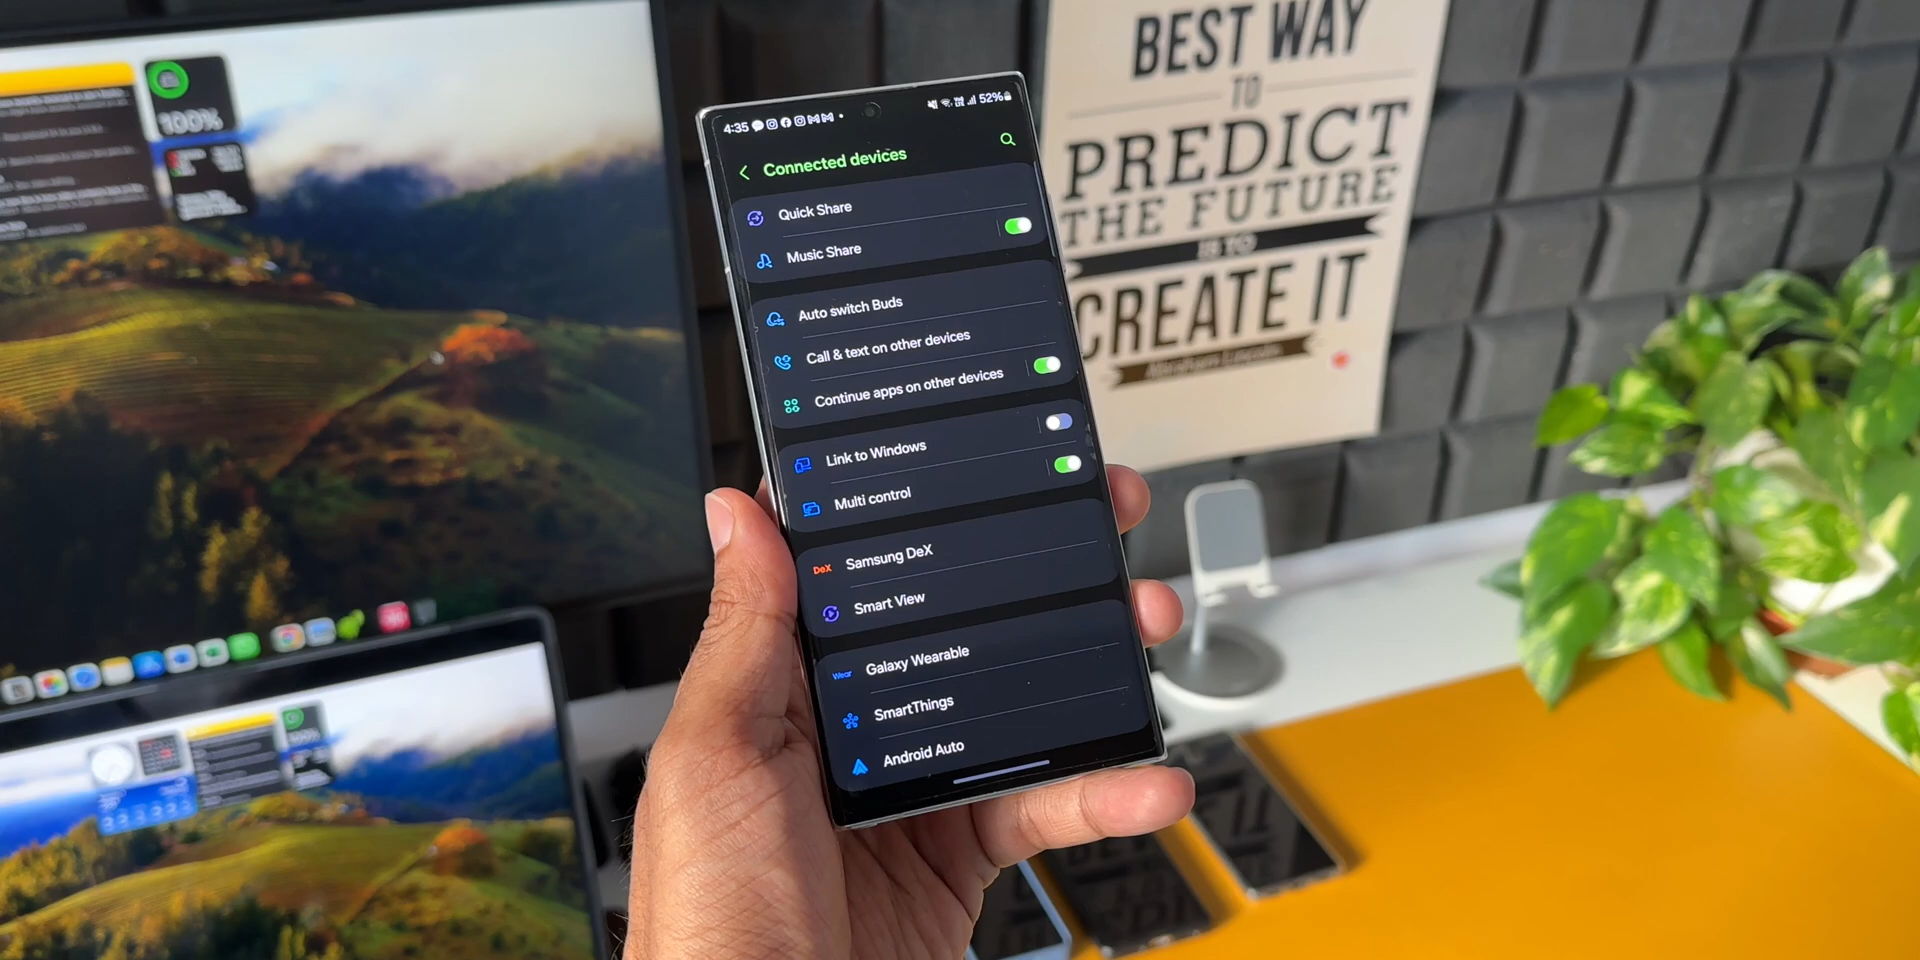 100%
4:35
52%
Connected devices
Quick Share
Music Share
Auto switch Buds
Call & text on other devices
Continue apps on other devices
Link to Windows
Multi control
DeX Samsung DeX
Smart View
Wear Galaxy Wearable
SmartThings
Android Auto
BEST WAY
TO
PREDICT
THE FUTURE
IS TO
CREATE IT
Abraham Lincoln